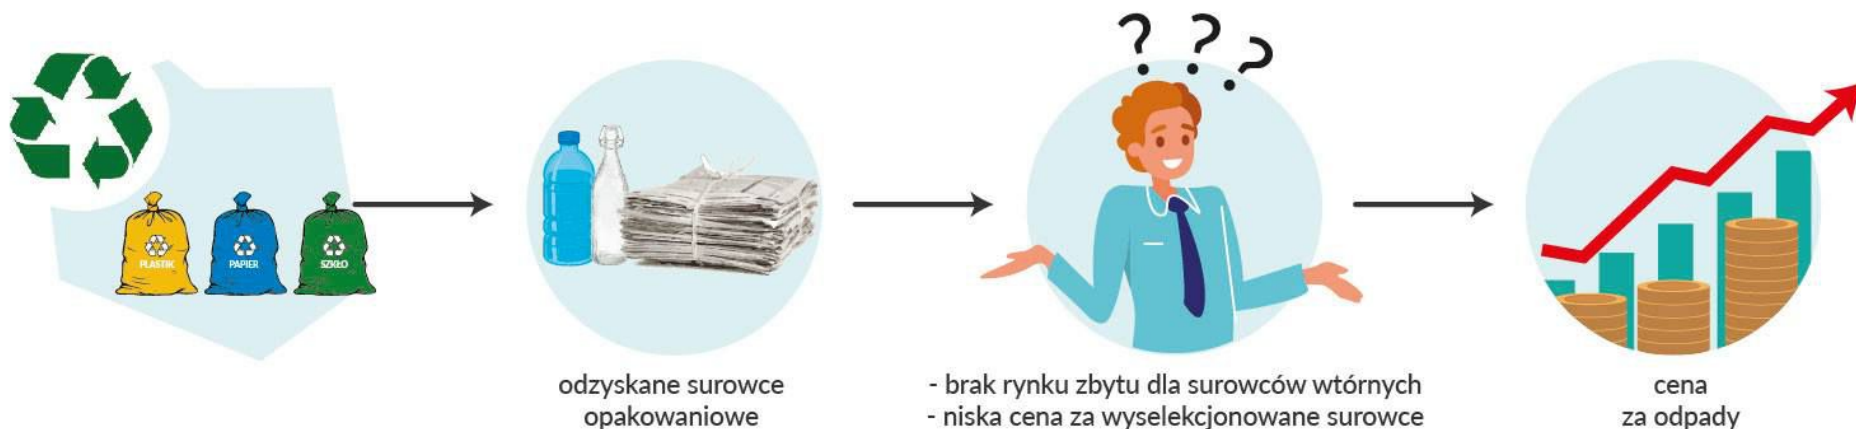 PLASTIK
PAPIER
SZKŁO
? ? ?
odzyskane surowce
opakowaniowe
- brak rynku zbytu dla surowców wtórnych
- niska cena za wyselekcjonowane surowce
cena
za odpady